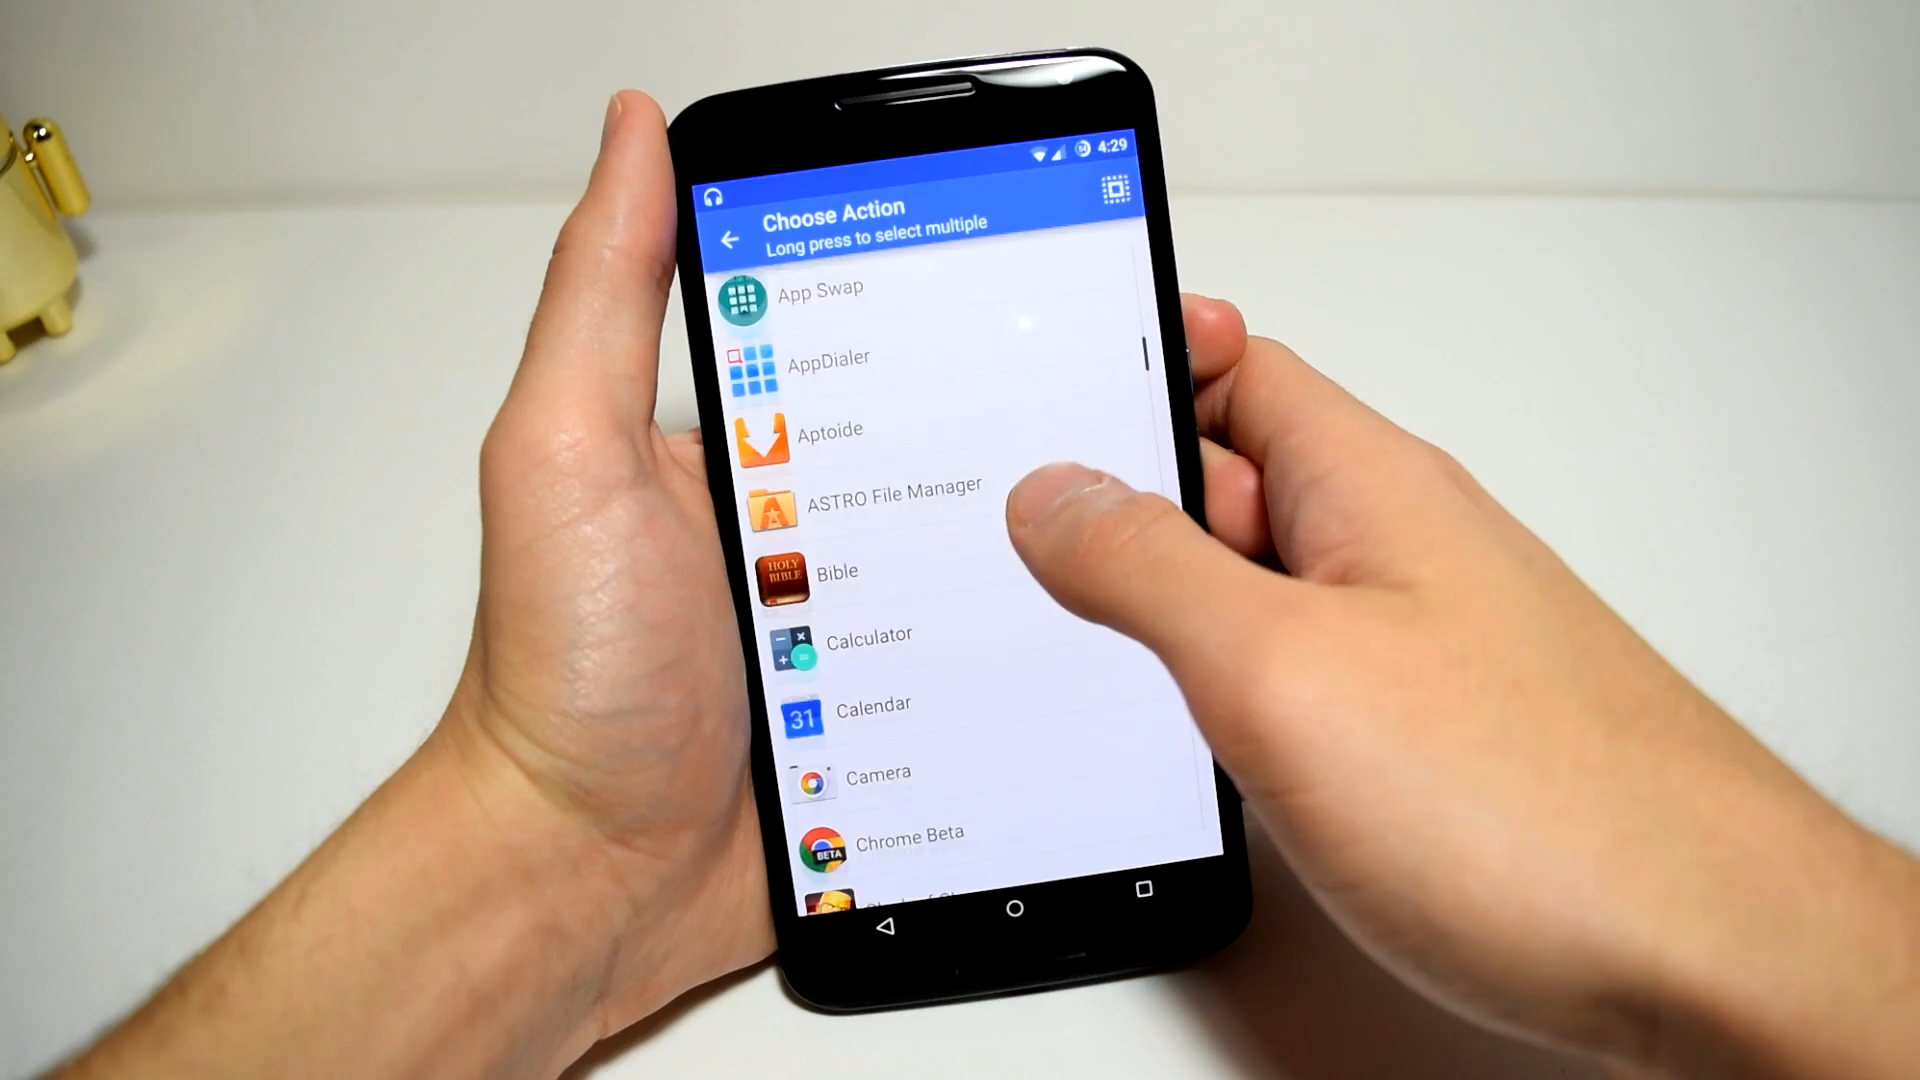 4:29
Choose Action
Long press to select multiple
App Swap
AppDialer
Aptoide
ASTRO File Manager
HOLY
BIBLE
Bible
Calculator
31
Calendar
Camera
BETA
Chrome Beta